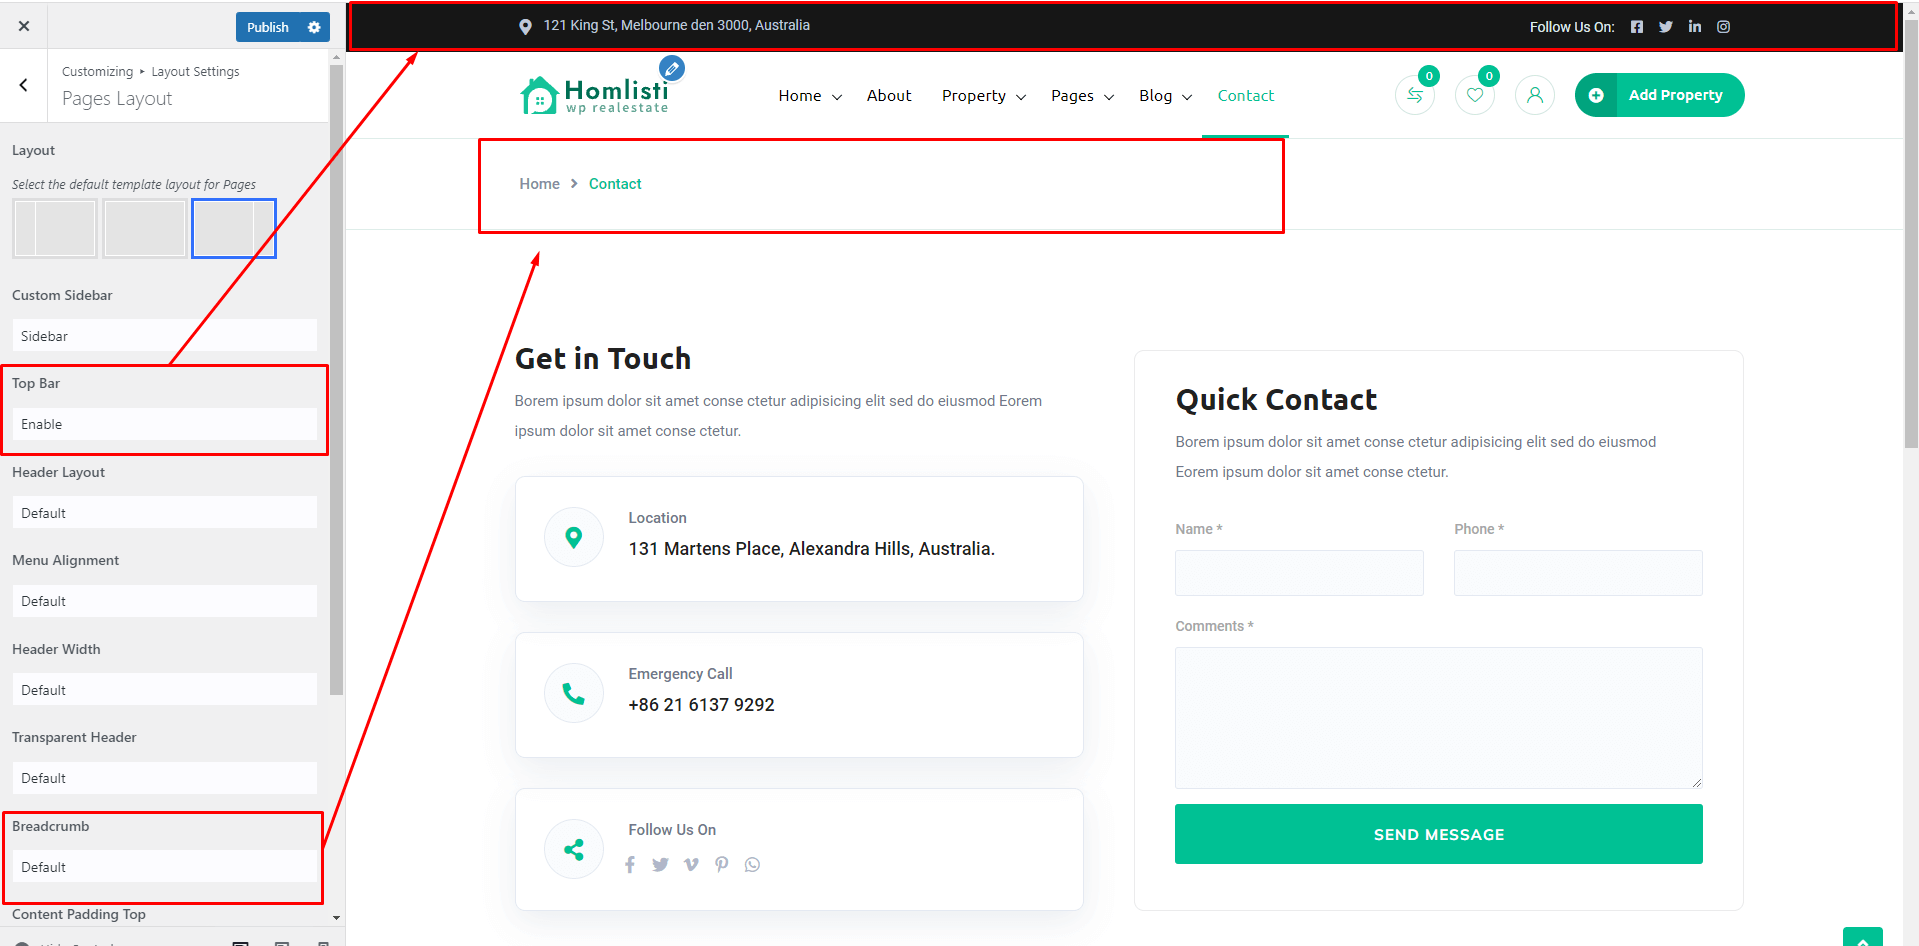 Publish
Customizing ▸ Layout Settings
Pages Layout
Layout
Select the default template layout for Pages
Custom Sidebar
Sidebar
Top Bar
Enable
Header Layout
Default
Menu Alignment
Default
Header Width
Default
Transparent Header
Default
Breadcrumb
Default
Content Padding Top
121 King St, Melbourne den 3000, Australia
Follow Us On:
Homlisti
wp realestate
Home
About
Property
Pages
Blog
Contact
0
0
Add Property
Home
Contact
Get in Touch
Borem ipsum dolor sit amet conse ctetur adipisicing elit sed do eiusmod Eorem
ipsum dolor sit amet conse ctetur.
Location
131 Martens Place, Alexandra Hills, Australia.
Emergency Call
+86 21 6137 9292
Follow Us On
Quick Contact
Borem ipsum dolor sit amet conse ctetur adipisicing elit sed do eiusmod
Eorem ipsum dolor sit amet conse ctetur.
Name *
Phone *
Comments *
SEND MESSAGE